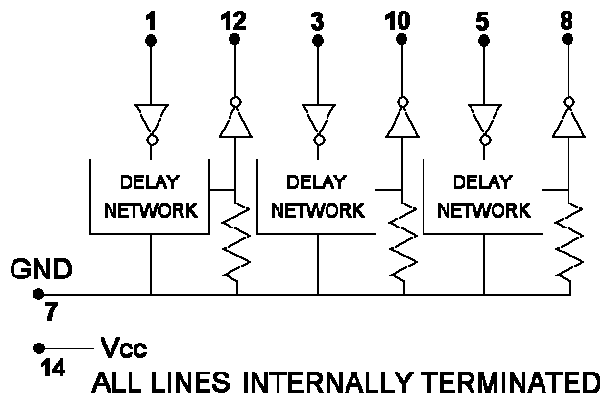 1 12 3 10 5 8
DELAY DELAY DELAY
NETWORK NETWORK NETWORK
GND
7
Vcc
14
ALL LINES INTERNALLY TERMINATED